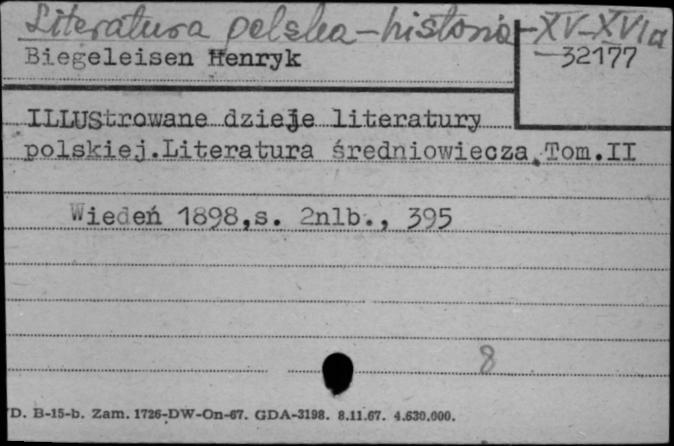 Literatura polska-historia-XV-XVIa
Biegeleisen Henryk -32177
ILLUStrowane dzieje literatury
polskiej.Literatura średniowiecza.Tom.II
Wiedeń 1898,s. 2nlb., 395
8
D. B-15-b. Zam. 1726-DW-On-67. GDA-3198. 8.11.67. 4.630.000.